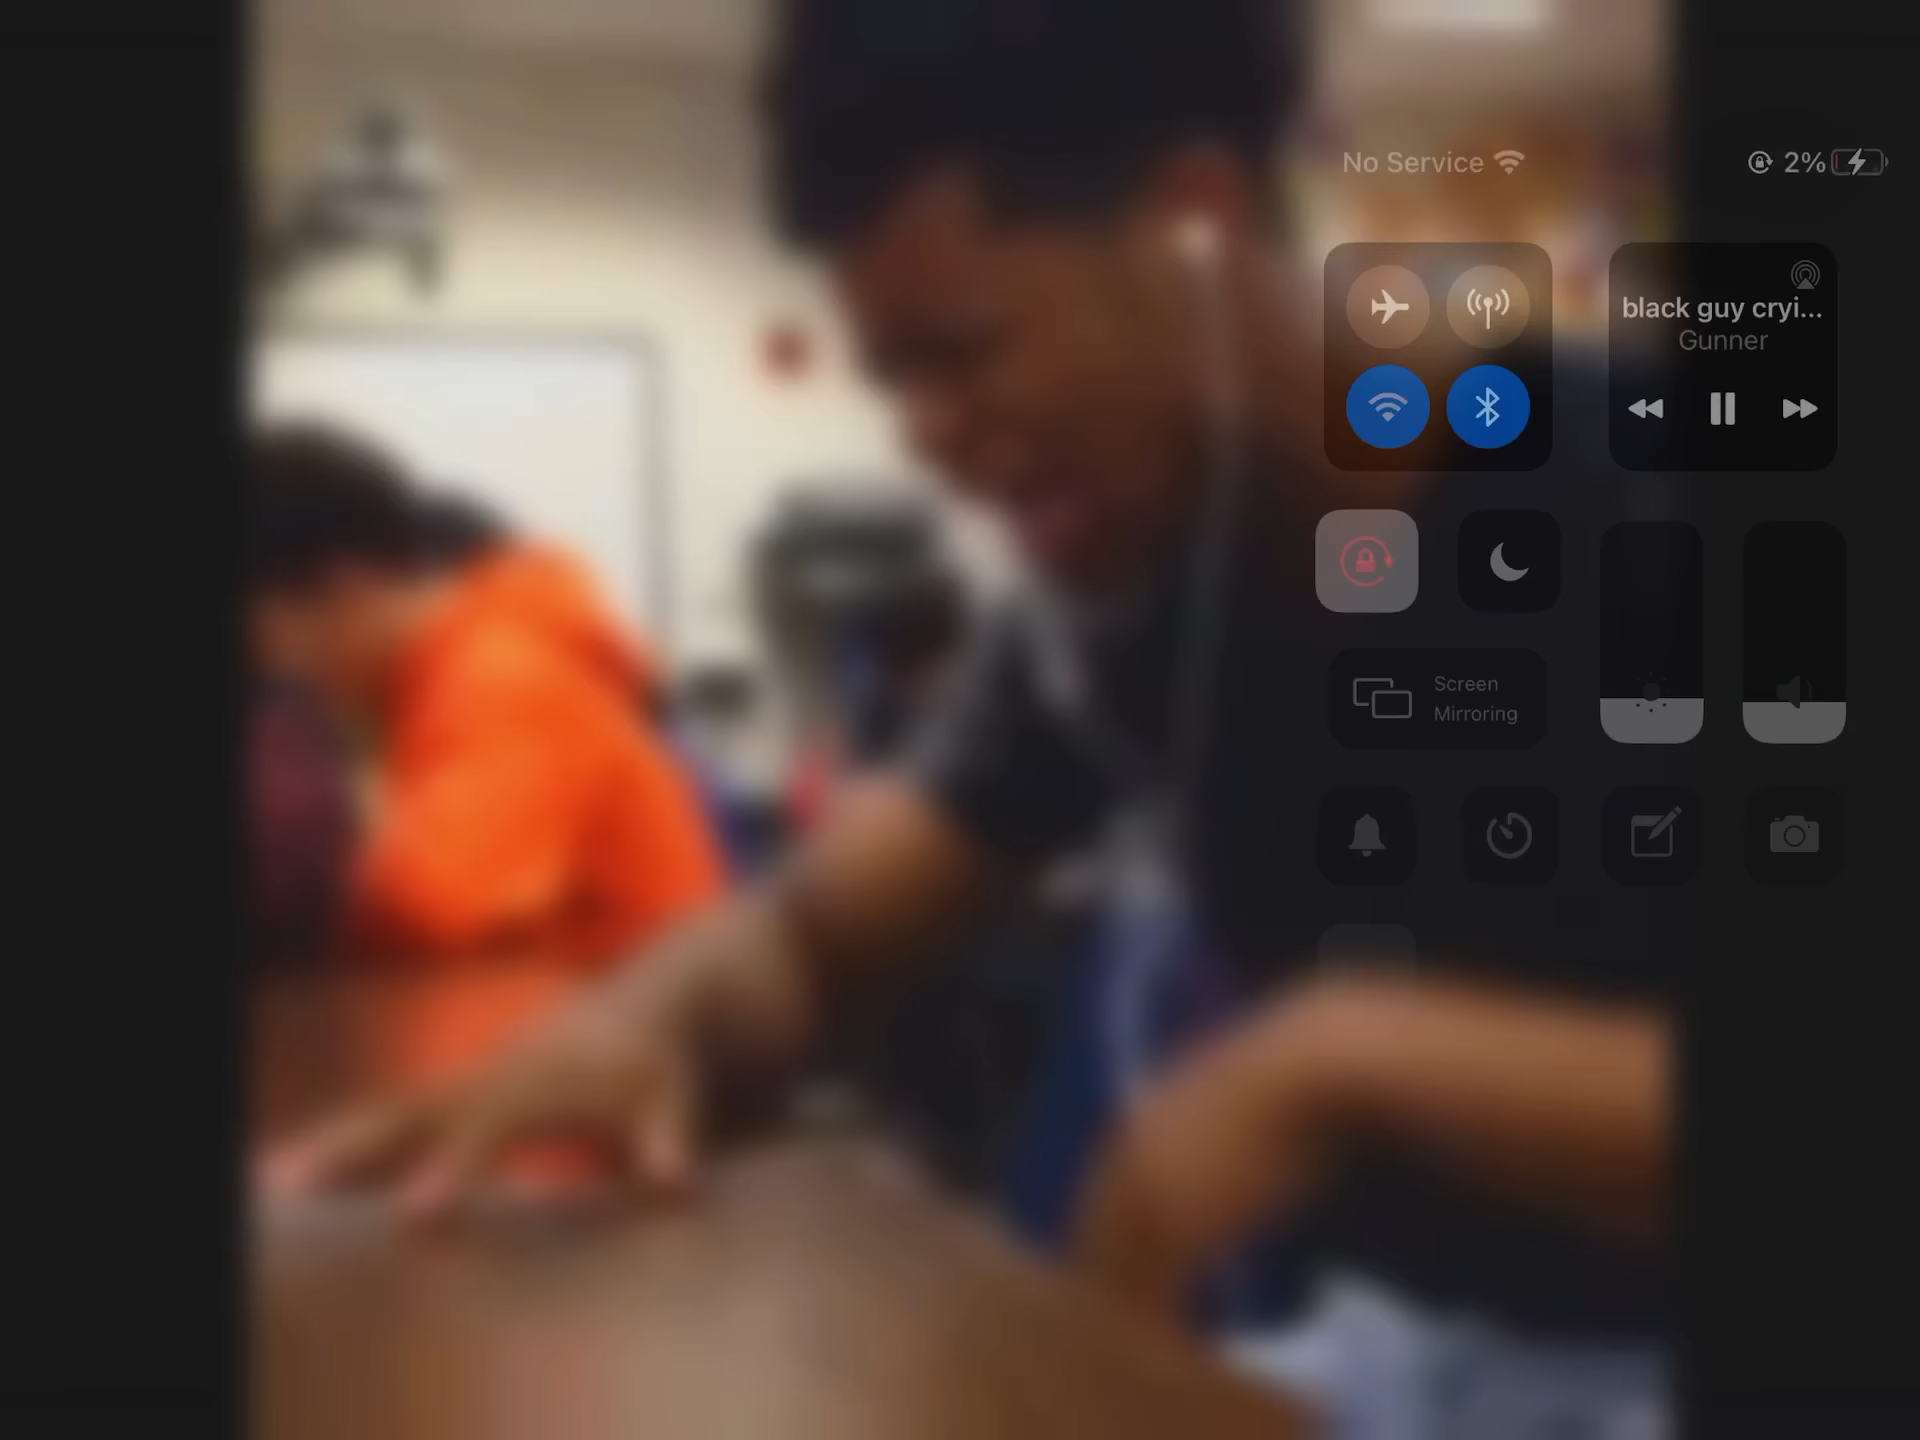 No Service
2%
black guy cryi...
Gunner
Screen
Mirroring